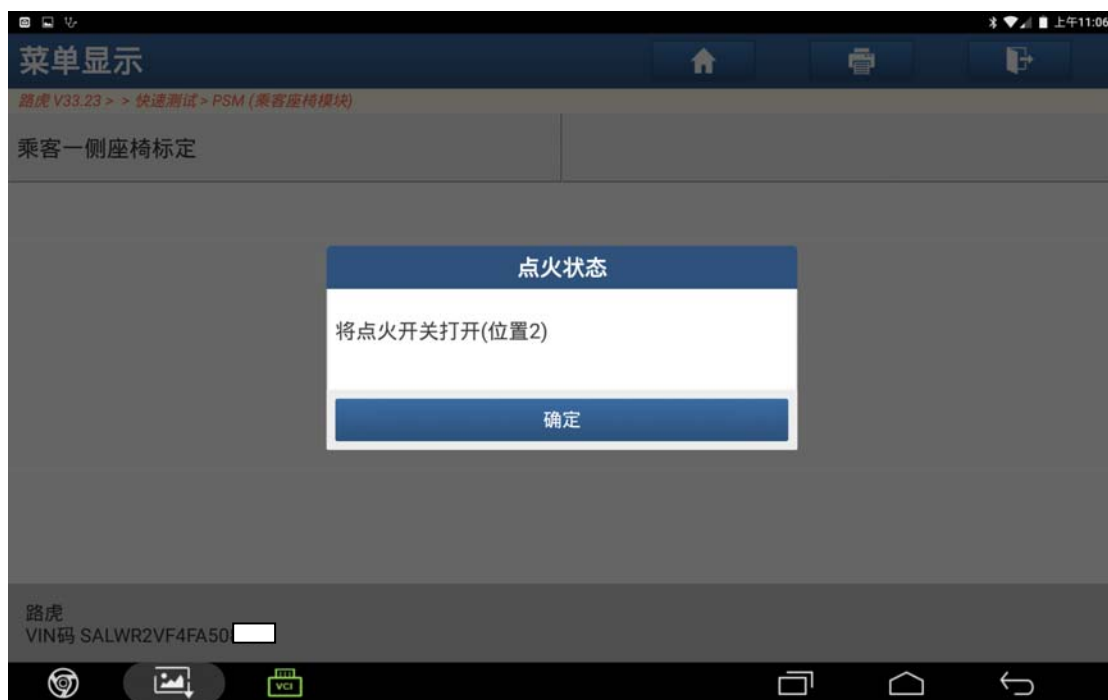 上午11:06
菜单显示
路虎 V33.23 > > 快速测试 > PSM (乘客座椅模块)
乘客一侧座椅标定
点火状态
将点火开关打开(位置2)
确定
路虎
VIN码 SALWR2VF4FA50
VCI